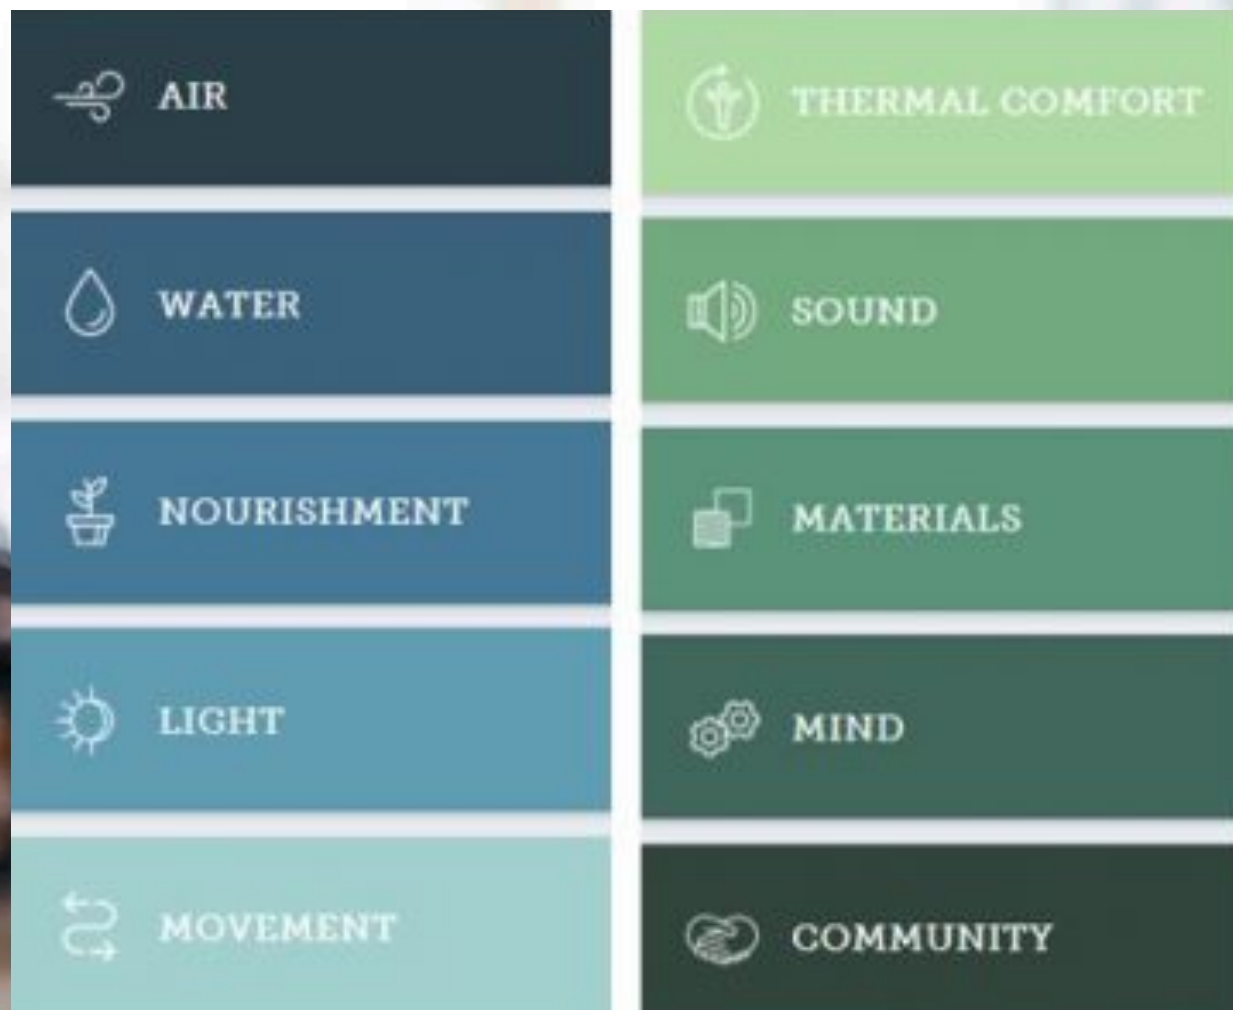 AIR
WATER
NOURISHMENT
LIGHT
MOVEMENT
THERMAL COMFORT
SOUND
MATERIALS
MIND
COMMUNITY